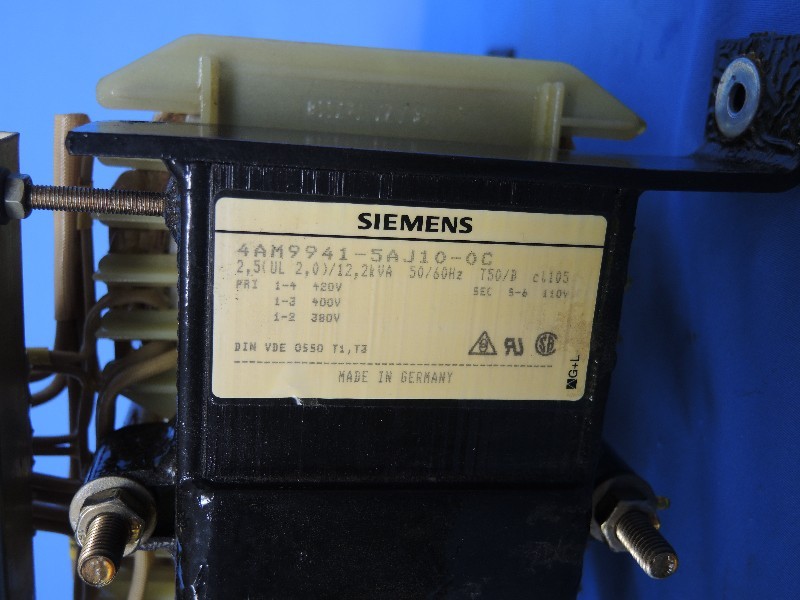 SIEMENS
4AM9941-5AJ10-0C
2,5(UL 2,0)/12,2kVA 50/60Hz T50/B cl105
PRI 1-4 420V SEC 5-6 110V
1-3 400V
1-2 380V
DIN VDE 0550 T1,T3
MADE IN GERMANY
G+L